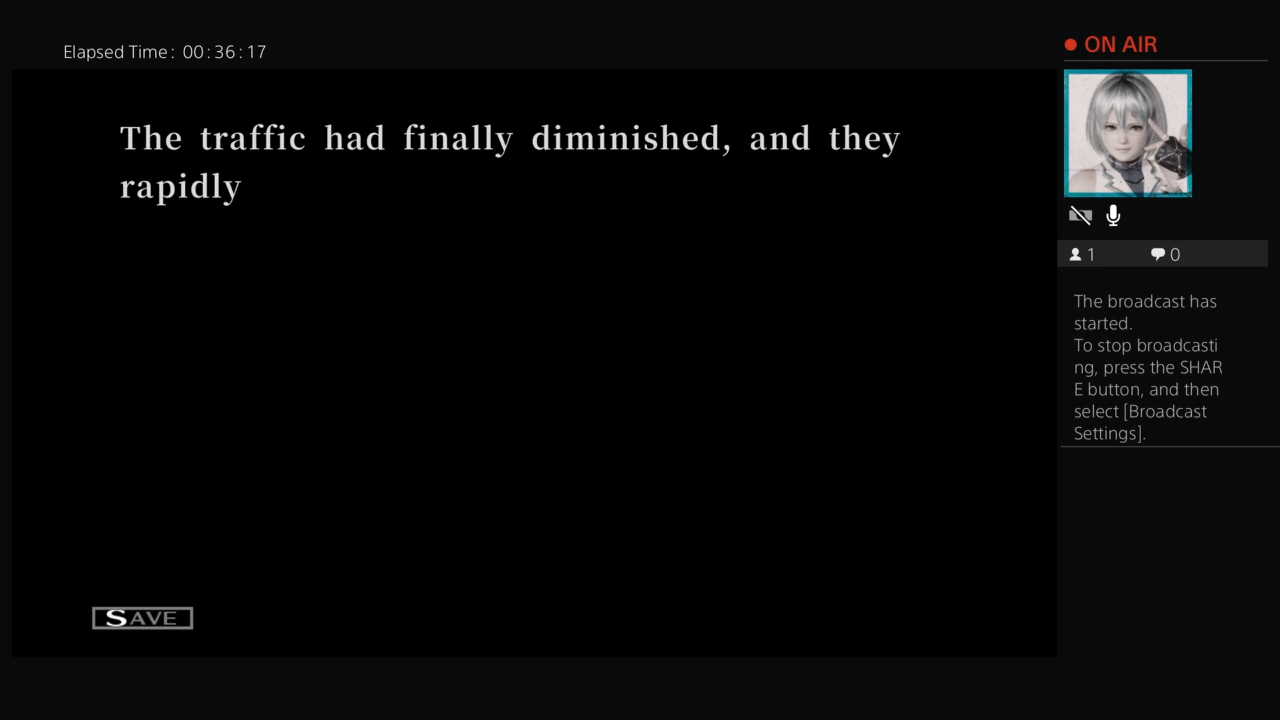 Elapsed Time: 00:36:17
The traffic had finally diminished, and they
rapidly
SAVE
ON AIR
1 0
The broadcast has
started.
To stop broadcasti
ng, press the SHAR
E button, and then
select [Broadcast
Settings].